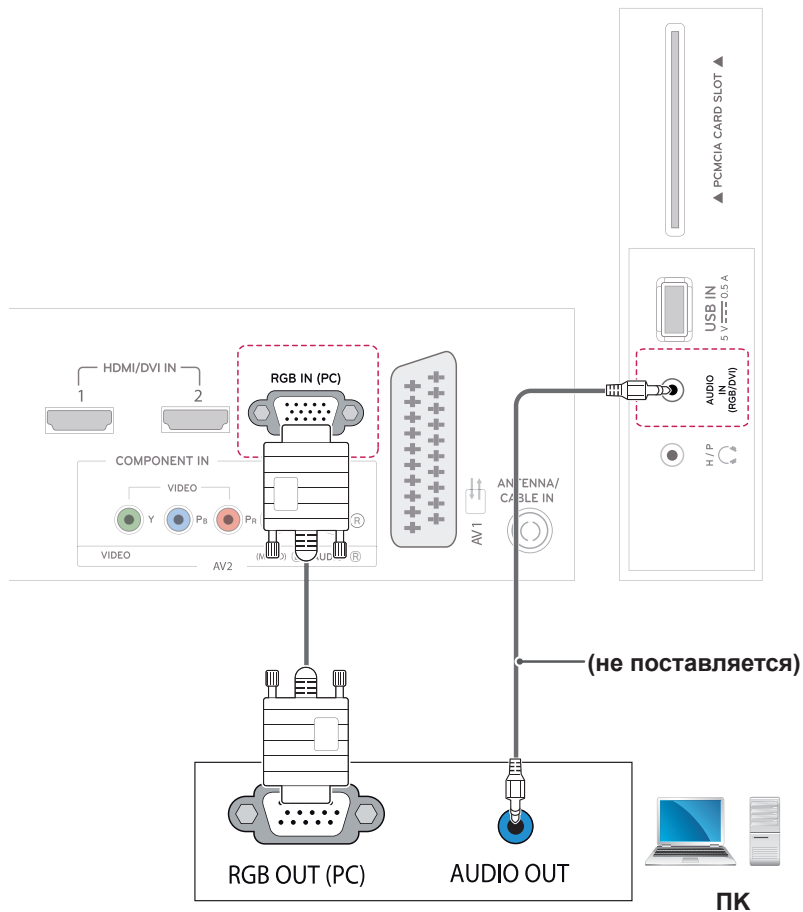 ▲ PCMCIA CARD SLOT ▲
USB IN
5 V 0.5 A
AUDIO
IN
(RGB/DVI)
H / P
HDMI/DVI IN
1
2
RGB IN (PC)
COMPONENT IN
VIDEO
Y
PB
PR
R
VIDEO
AV2
R
AV1
ANTENNA/
CABLE IN
(не поставляется)
RGB OUT (PC)
AUDIO OUT
ПК